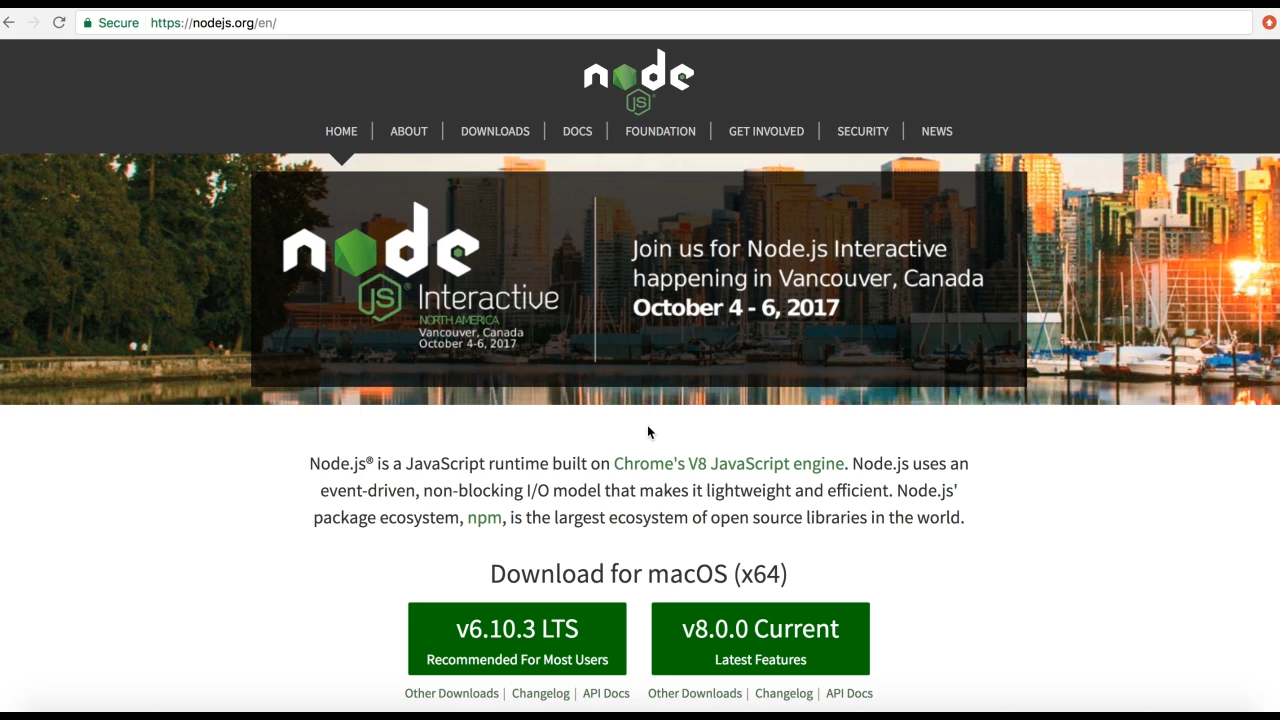 Secure https://nodejs.org/en/
node
JS
HOME ABOUT DOWNLOADS DOCS FOUNDATION GET INVOLVED SECURITY NEWS
node
JS® Interactive
NORTH AMERICA
Vancouver, Canada
October 4-6, 2017
Join us for Node.js Interactive
happening in Vancouver, Canada
October 4 - 6, 2017
Node.js® is a JavaScript runtime built on Chrome's V8 JavaScript engine. Node.js uses an
event-driven, non-blocking I/O model that makes it lightweight and efficient. Node.js'
package ecosystem, npm, is the largest ecosystem of open source libraries in the world.
Download for macOS (x64)
v6.10.3 LTS
Recommended For Most Users
v8.0.0 Current
Latest Features
Other Downloads | Changelog | API Docs
Other Downloads | Changelog | API Docs